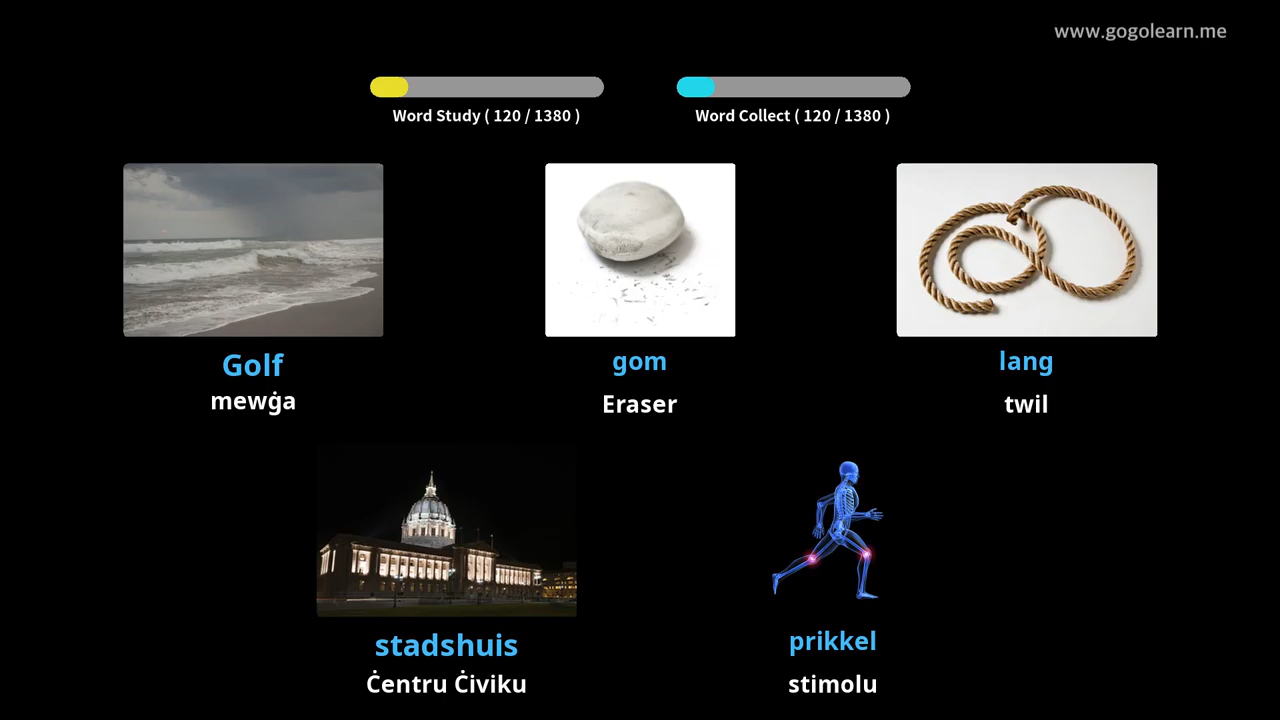 www.gogolearn.me
Word Study ( 120 / 1380 )
Word Collect ( 120 / 1380 )
Golf
mewġa
gom
Eraser
lang
twil
stadshuis
Ċentru Ċiviku
prikkel
stimolu